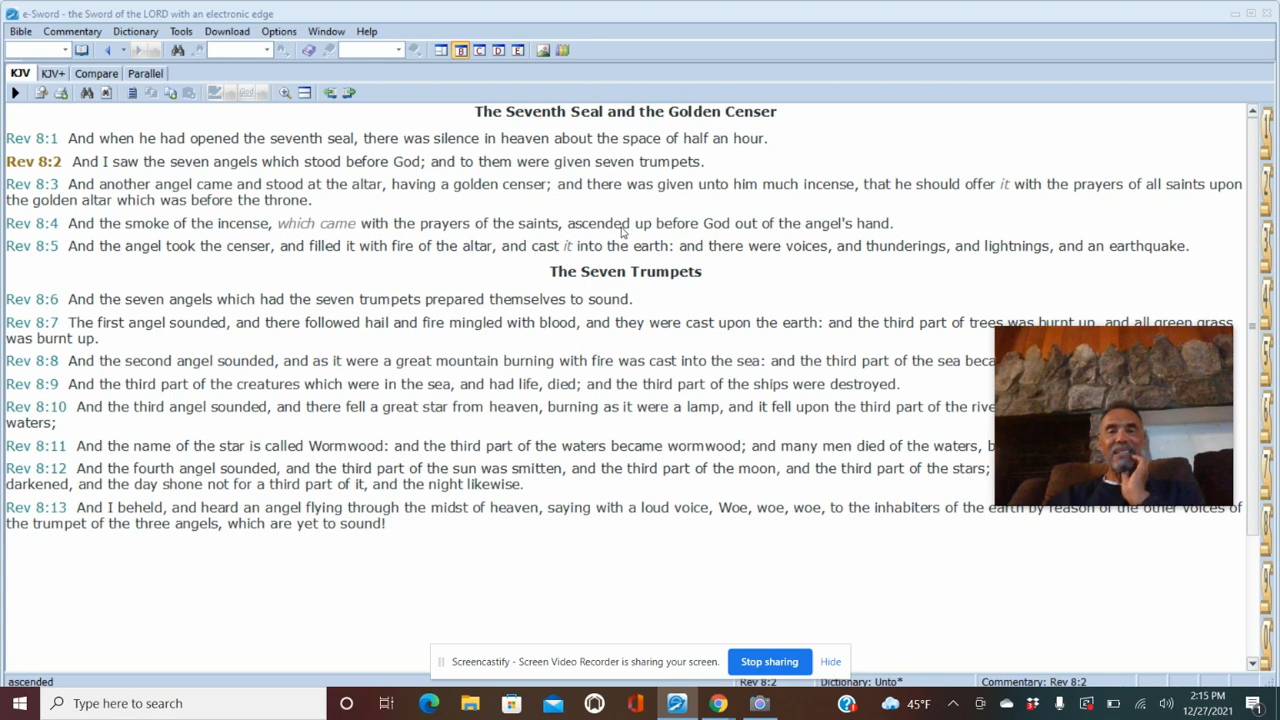 e-Sword - the Sword of the LORD with an electronic edge
Bible Commentary Dictionary Tools Download Options Window Help
B C D E
KJV KJV+ Compare Parallel
God
The Seventh Seal and the Golden Censer
Rev 8:1 And when he had opened the seventh seal, there was silence in heaven about the space of half an hour.
Rev 8:2 And I saw the seven angels which stood before God; and to them were given seven trumpets.
Rev 8:3 And another angel came and stood at the altar, having a golden censer; and there was given unto him much incense, that he should offer it with the prayers of all saints upon
the golden altar which was before the throne.
Rev 8:4 And the smoke of the incense, which came with the prayers of the saints, ascended up before God out of the angel's hand.
Rev 8:5 And the angel took the censer, and filled it with fire of the altar, and cast it into the earth: and there were voices, and thunderings, and lightnings, and an earthquake.
The Seven Trumpets
Rev 8:6 And the seven angels which had the seven trumpets prepared themselves to sound.
Rev 8:7 The first angel sounded, and there followed hail and fire mingled with blood, and they were cast upon the earth: and the third part of trees was burnt up, and all green grass
was burnt up.
Rev 8:8 And the second angel sounded, and as it were a great mountain burning with fire was cast into the sea: and the third part of the sea beca
Rev 8:9 And the third part of the creatures which were in the sea, and had life, died; and the third part of the ships were destroyed.
Rev 8:10 And the third angel sounded, and there fell a great star from heaven, burning as it were a lamp, and it fell upon the third part of the rive
waters;
Rev 8:11 And the name of the star is called Wormwood: and the third part of the waters became wormwood; and many men died of the waters, b
Rev 8:12 And the fourth angel sounded, and the third part of the sun was smitten, and the third part of the moon, and the third part of the stars;
darkened, and the day shone not for a third part of it, and the night likewise.
Rev 8:13 And I beheld, and heard an angel flying through the midst of heaven, saying with a loud voice, Woe, woe, woe, to the inhabiters of the earth by reason of the other voices of
the trumpet of the three angels, which are yet to sound!
Screencastify - Screen Video Recorder is sharing your screen. Stop sharing Hide
ascended Rev 8:2 Dictionary: Unto* Commentary: Rev 8:2
Type here to search 45°F 2:15 PM
12/27/2021